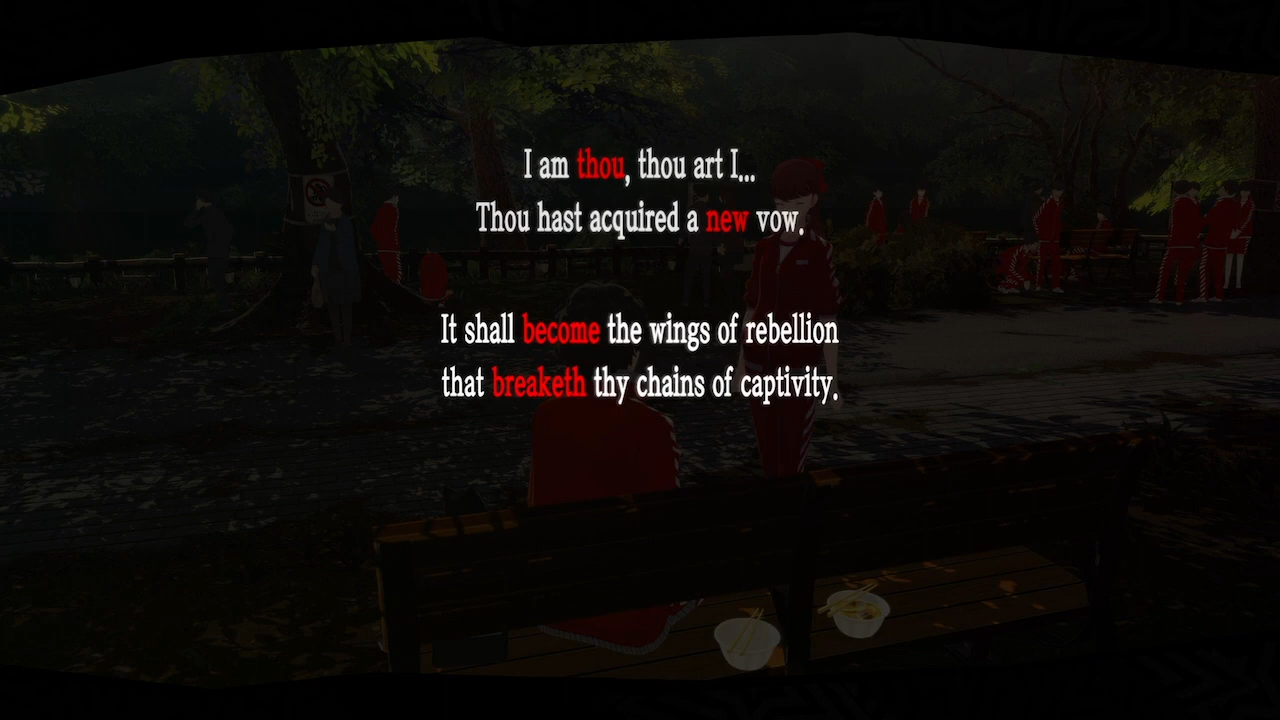 I am thou, thou art I...
Thou hast acquired a new vow.
It shall become the wings of rebellion
that breaketh thy chains of captivity.